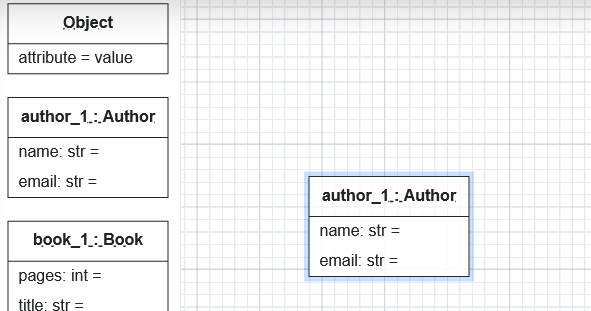 Object
attribute = value
author_1 : Author
name: str =
email: str =
book_1 : Book
pages: int =
title: str =
author_1 : Author
name: str =
email: str =